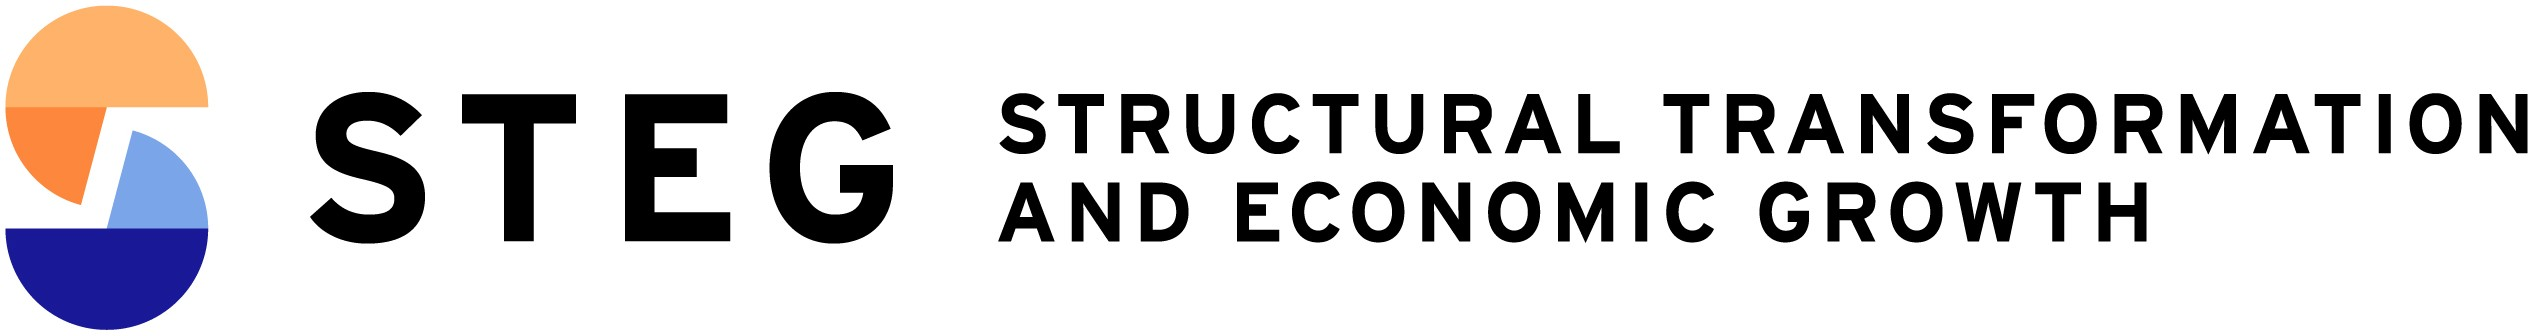 STEG
STRUCTURAL TRANSFORMATION
AND ECONOMIC GROWTH